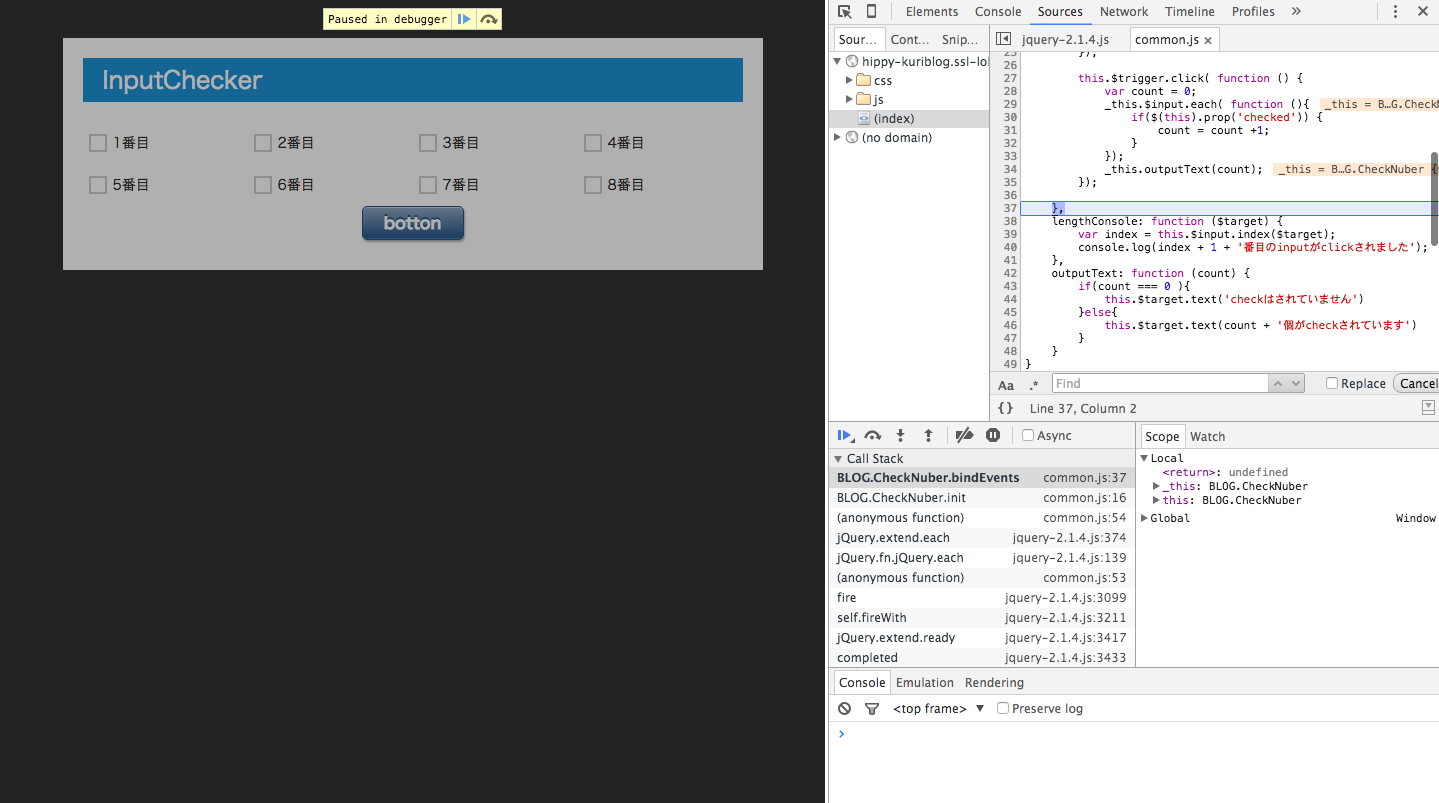 Paused in debugger
InputChecker
1番目 2番目 3番目 4番目
5番目 6番目 7番目 8番目
botton
Elements Console Sources Network Timeline Profiles »
Sour… Cont… Snip…
hippy-kuriblog.ssl-lol
css
js
(index)
(no domain)
jquery-2.1.4.js common.js ×
25 });
26
27 this.$trigger.click( function () {
28 var count = 0;
29 _this.$input.each( function (){ _this = B…G.CheckN
30 if($(this).prop('checked')) {
31 count = count +1;
32 }
33 });
34 _this.outputText(count); _this = B…G.CheckNuber {
35 });
36
37 },
38 lengthConsole: function ($target) {
39 var index = this.$input.index($target);
40 console.log(index + 1 + '番目のinputがclickされました');
41 },
42 outputText: function (count) {
43 if(count === 0 ){
44 this.$target.text('checkはされていません')
45 }else{
46 this.$target.text(count + '個がcheckされています')
47 }
48 }
49 }
Aa .* Find Replace Cancel
{} Line 37, Column 2
Async
Call Stack
BLOG.CheckNuber.bindEvents common.js:37
BLOG.CheckNuber.init common.js:16
(anonymous function) common.js:54
jQuery.extend.each jquery-2.1.4.js:374
jQuery.fn.jQuery.each jquery-2.1.4.js:139
(anonymous function) common.js:53
fire jquery-2.1.4.js:3099
self.fireWith jquery-2.1.4.js:3211
jQuery.extend.ready jquery-2.1.4.js:3417
completed jquery-2.1.4.js:3433
Scope Watch
Local
<return>: undefined
_this: BLOG.CheckNuber
this: BLOG.CheckNuber
Global Window
Console Emulation Rendering
<top frame> ▼ Preserve log